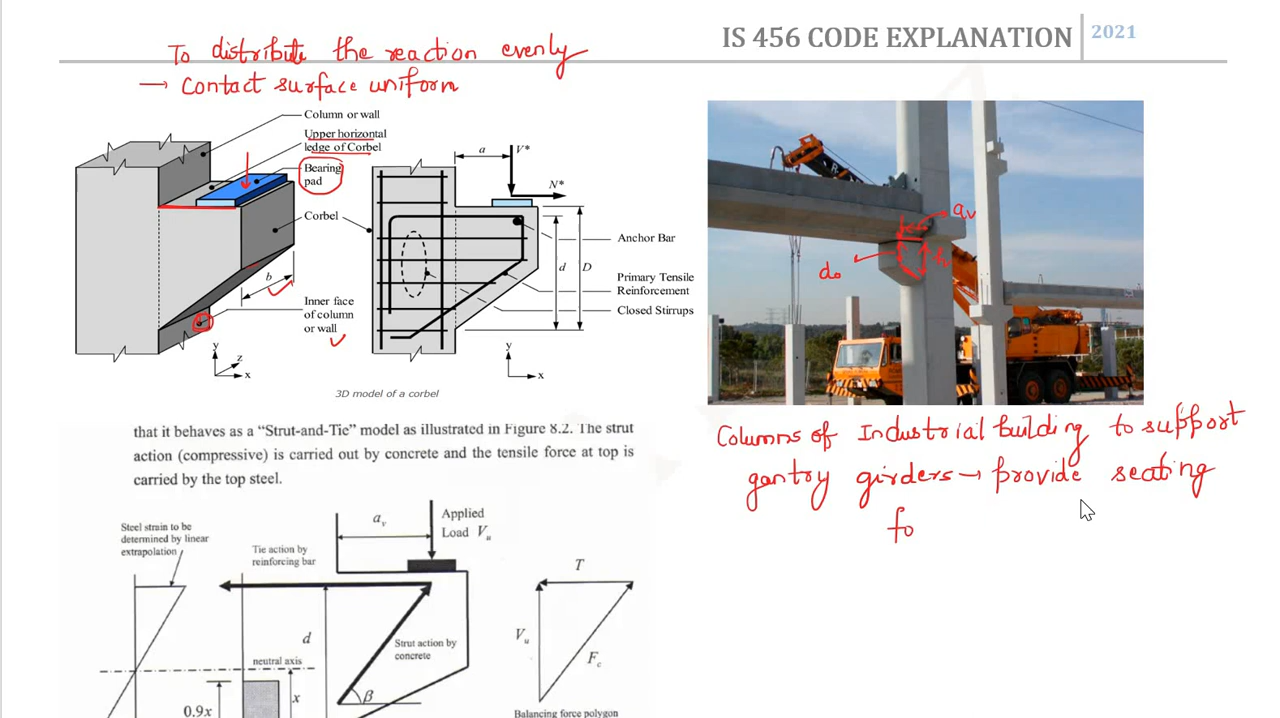 IS 456 CODE EXPLANATION 2021
To distribute the reaction evenly
→ Contact surface uniform
Column or wall
Upper horizontal
ledge of Corbel
Bearing
pad
Corbel
b
Inner face
of column
or wall
y
z
x
a
V*
N*
Anchor Bar
d
D
Primary Tensile
Reinforcement
Closed Stirrups
y
x
3D model of a corbel
av
do
Columns of Industrial building to support
gantry girders → provide seating
fo
that it behaves as a “Strut-and-Tie” model as illustrated in Figure 8.2. The strut
action (compressive) is carried out by concrete and the tensile force at top is
carried by the top steel.
Steel strain to be
determined by linear
extrapolation
Tie action by
reinforcing bar
av
Applied
Load Vu
d
neutral axis
x
0.9x
Strut action by
concrete
β
T
Vu
Fc
Balancing force polygon